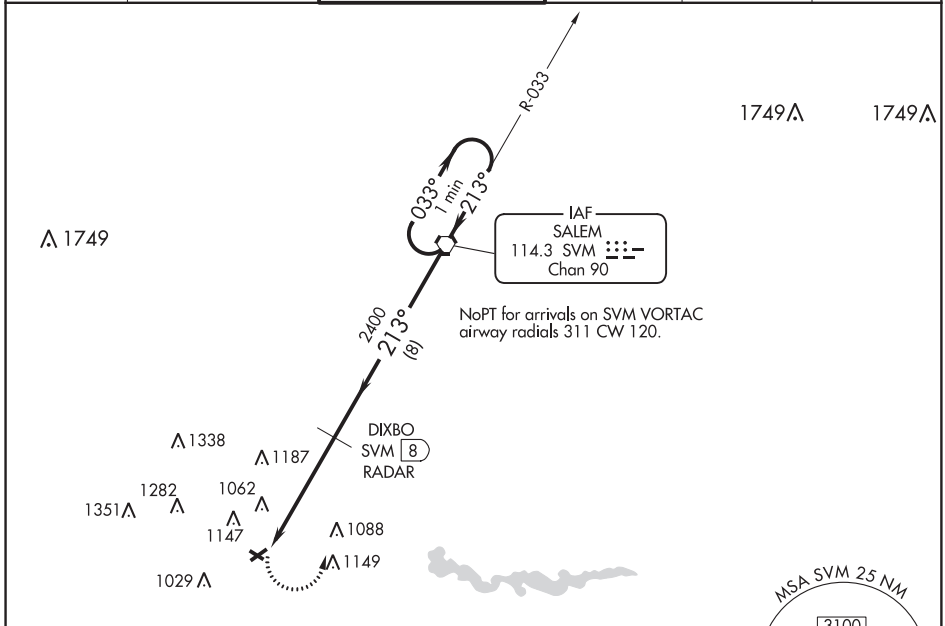 R-033
1749
1749
033°
1 min
213°
1749
IAF
SALEM
114.3 SVM
Chan 90
2400
213°
(8)
NoPT for arrivals on SVM VORTAC
airway radials 311 CW 120.
DIXBO
SVM 8
RADAR
1338
1187
1282
1062
1351
1147
1088
1149
1029
MSA SVM 25 NM
3100